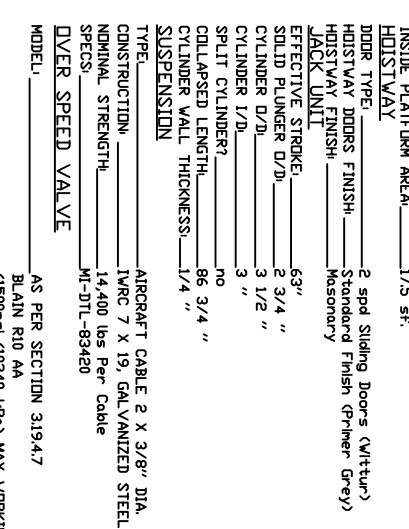 INSIDE PLATFORM AREA: 17.5 sf.
HOISTWAY
DOOR TYPE: 2 spd Sliding Doors (Wittur)
HOISTWAY DOORS FINISH: Standard Finish (Primer Grey)
HOISTWAY FINISH: Masonary
JACK UNIT
EFFECTIVE STROKE: 63"
SOLID PLUNGER O/D: 2 3/4 "
CYLINDER O/D: 3 1/2 "
CYLINDER I/D: 3 "
SPLIT CYLINDER? no
COLLAPSED LENGTH: 86 3/4 "
CYLINDER WALL THICKNESS: 1/4 "
SUSPENSION
TYPE: AIRCRAFT CABLE 2 X 3/8" DIA.
CONSTRUCTION: IWRC 7 X 19, GALVANIZED STEEL
NOMINAL STRENGTH: 14,400 lbs Per Cable
SPECS: MI-DTL-83420
OVER SPEED VALVE
MODEL: AS PER SECTION 3.19.4.7
BLAIN R10 AA